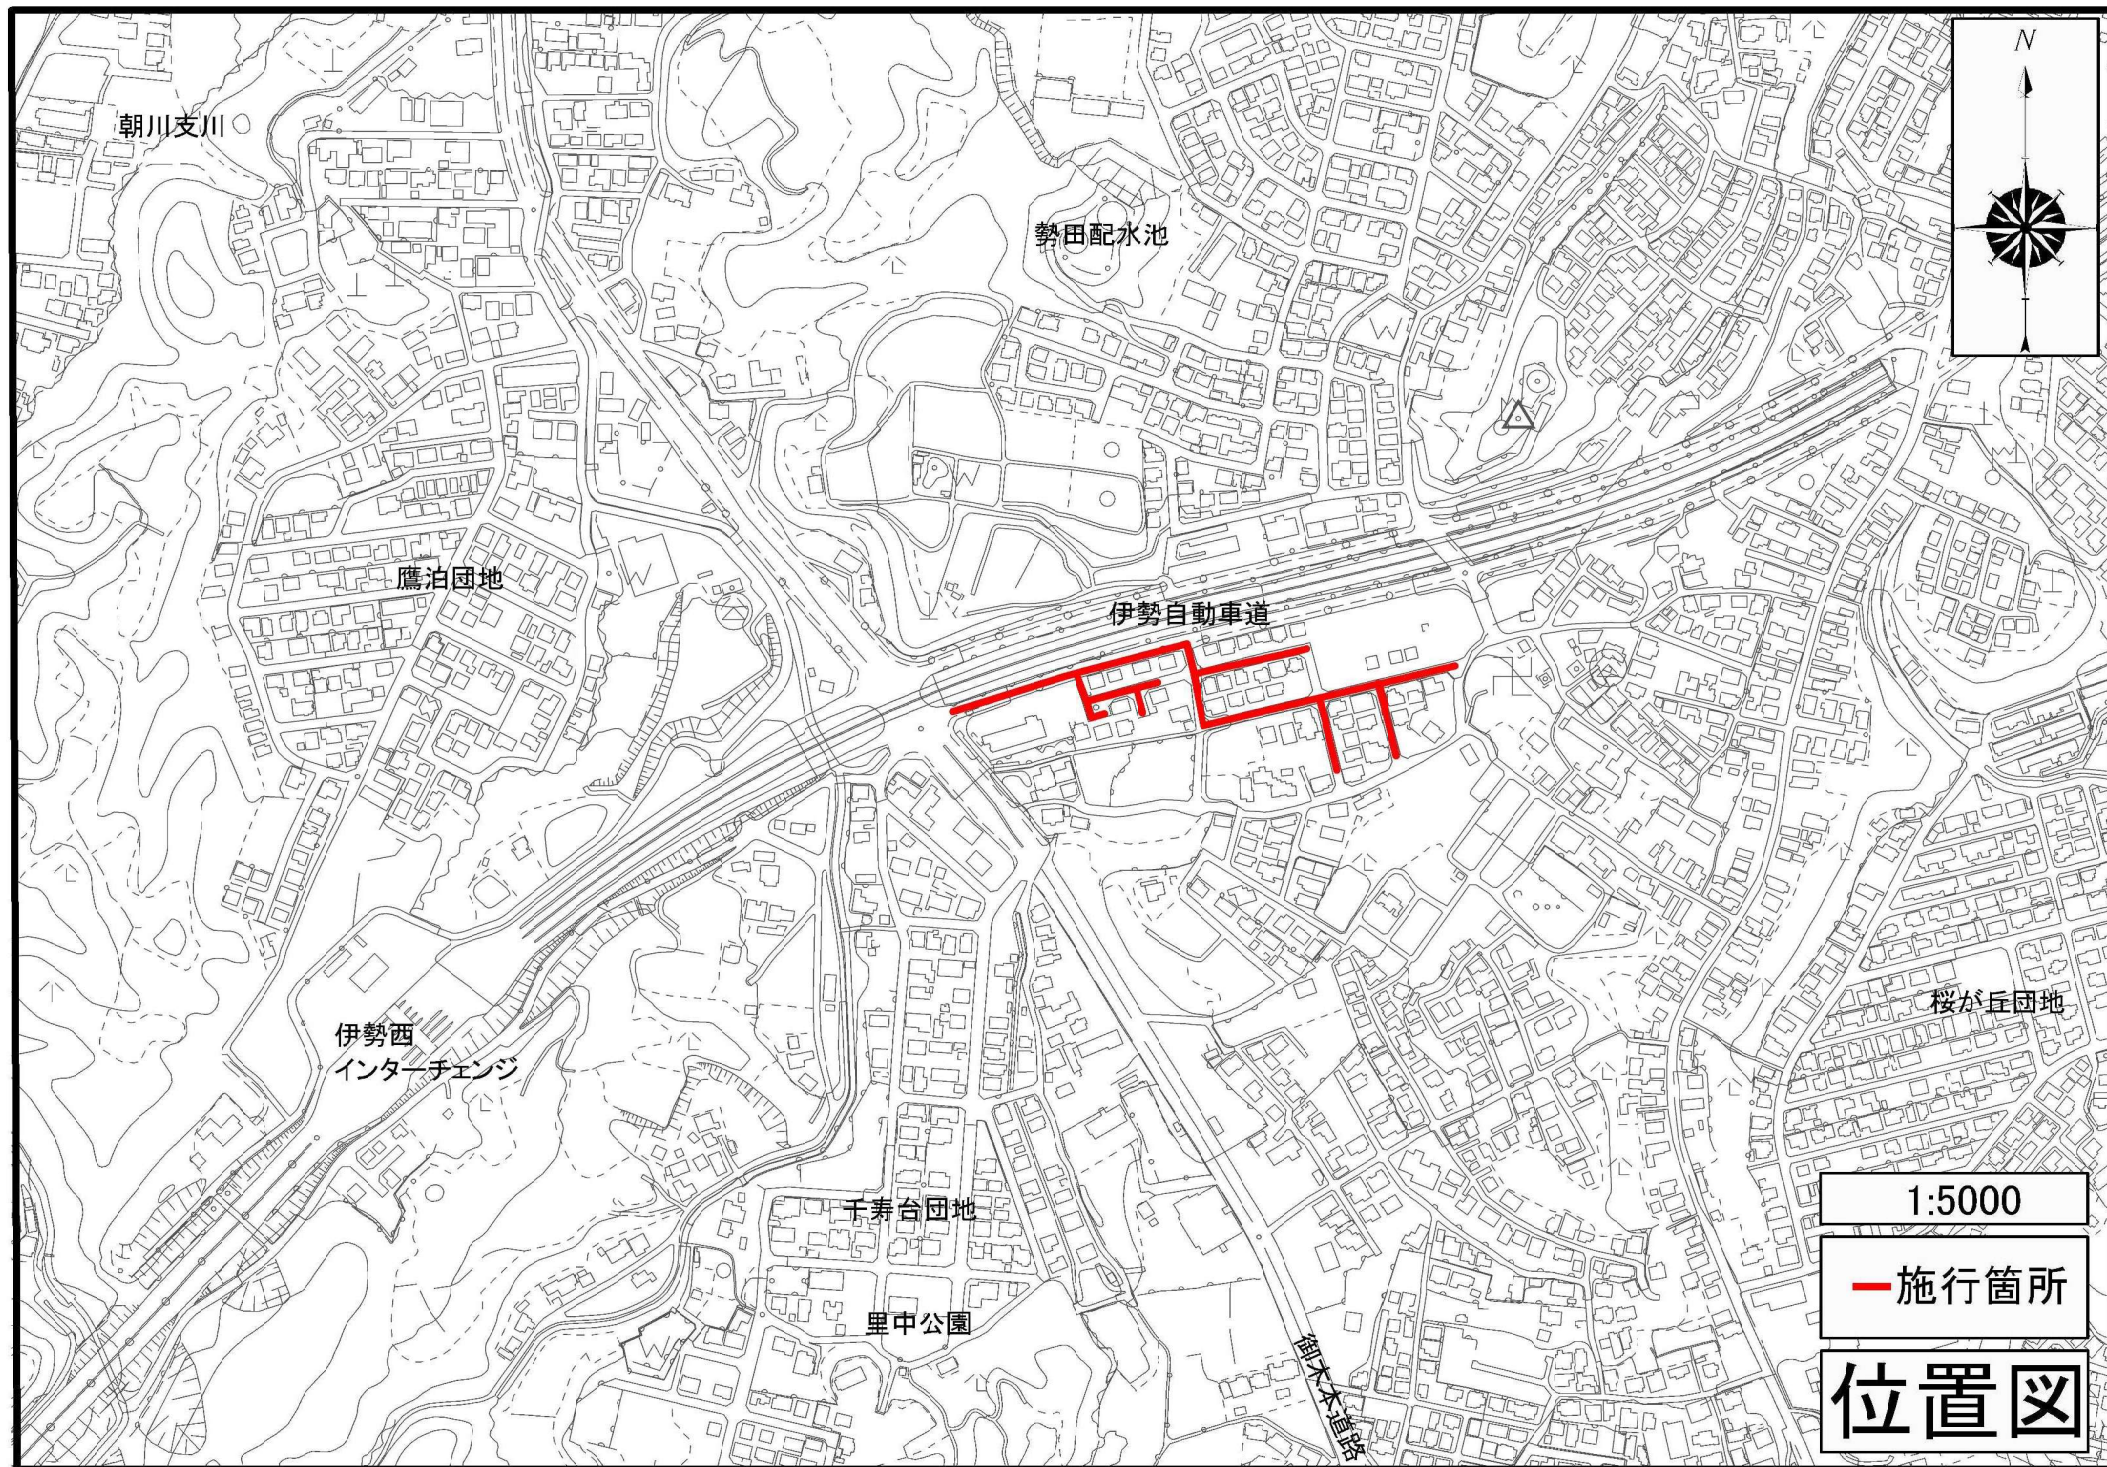 N
朝川支川
勢田配水池
鷹泊団地
伊勢自動車道
桜が丘団地
伊勢西
インターチェンジ
千寿台団地
里中公園
御木本道路
1:5000
施行箇所
位置図